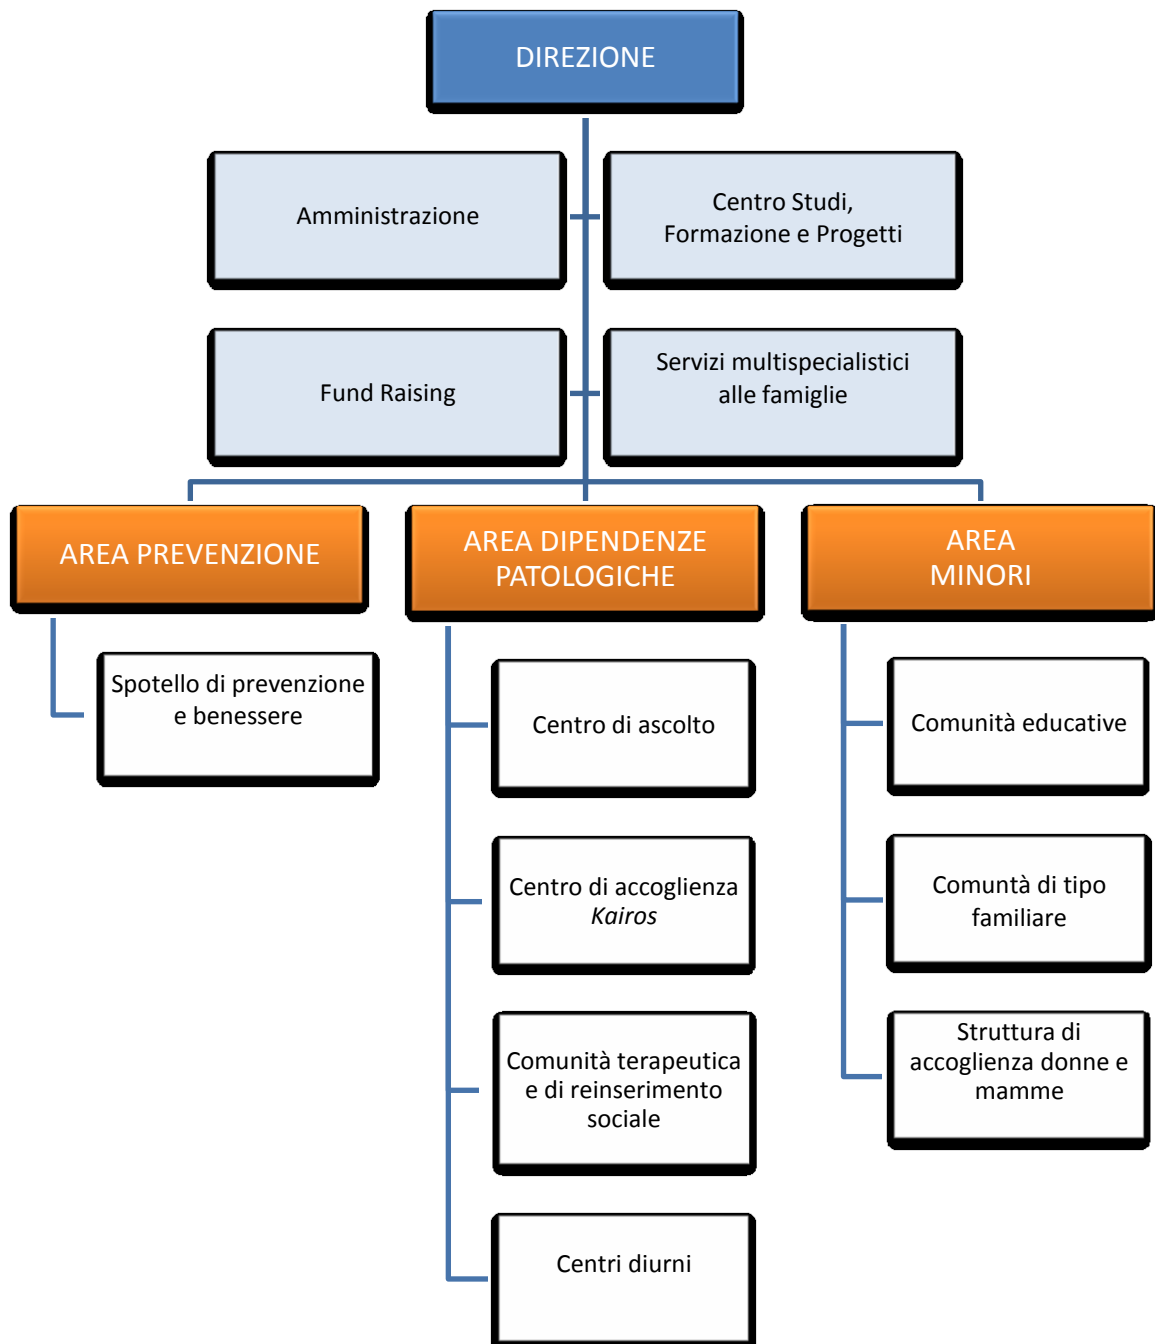 DIREZIONE
Amministrazione
Centro Studi,
Formazione e Progetti
Fund Raising
Servizi multispecialistici
alle famiglie
AREA PREVENZIONE
Spotello di prevenzione
e benessere
AREA DIPENDENZE
PATOLOGICHE
Centro di ascolto
Centro di accoglienza
Kairos
Comunità terapeutica
e di reinserimento
sociale
Centri diurni
AREA
MINORI
Comunità educative
Comuntà di tipo
familiare
Struttura di
accoglienza donne e
mamme